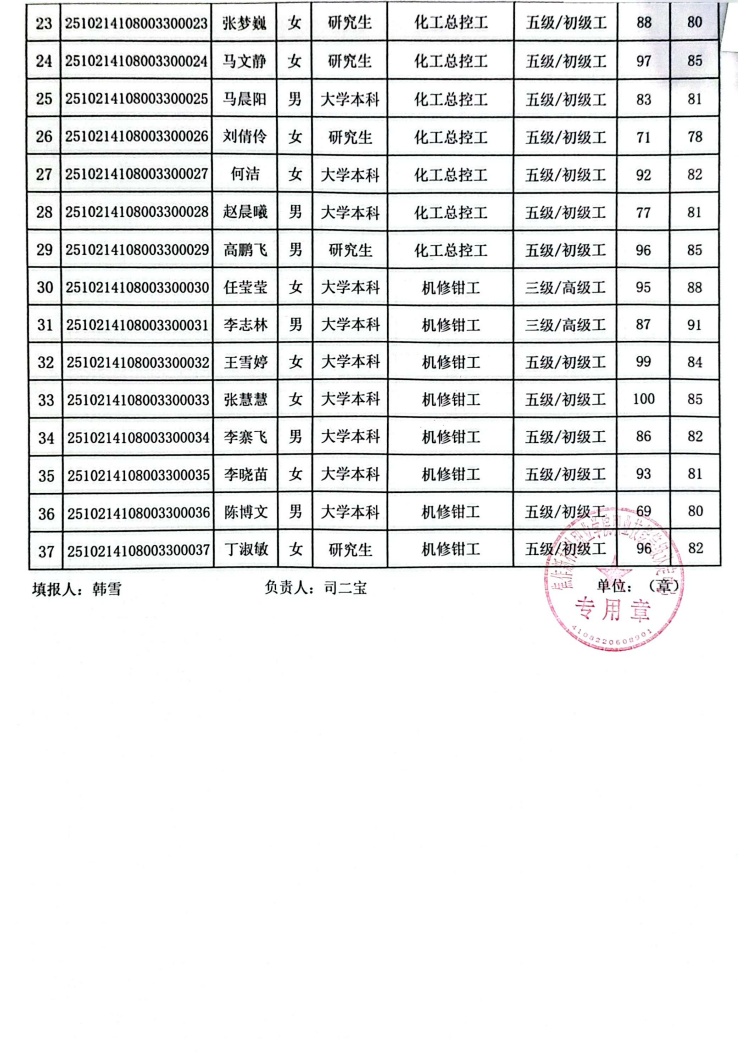 23 2510214108003300023 张梦巍 女 研究生 化工总控工 五级/初级工 88 80
24 2510214108003300024 马文静 女 研究生 化工总控工 五级/初级工 97 85
25 2510214108003300025 马晨阳 男 大学本科 化工总控工 五级/初级工 83 81
26 2510214108003300026 刘倩伶 女 研究生 化工总控工 五级/初级工 71 78
27 2510214108003300027 何洁 女 大学本科 化工总控工 五级/初级工 92 82
28 2510214108003300028 赵晨曦 男 大学本科 化工总控工 五级/初级工 77 81
29 2510214108003300029 高鹏飞 男 研究生 化工总控工 五级/初级工 96 85
30 2510214108003300030 任莹莹 女 大学本科 机修钳工 三级/高级工 95 88
31 2510214108003300031 李志林 男 大学本科 机修钳工 三级/高级工 87 91
32 2510214108003300032 王雪婷 女 大学本科 机修钳工 五级/初级工 99 84
33 2510214108003300033 张慧慧 女 大学本科 机修钳工 五级/初级工 100 85
34 2510214108003300034 李寨飞 男 大学本科 机修钳工 五级/初级工 86 82
35 2510214108003300035 李晓苗 女 大学本科 机修钳工 五级/初级工 93 81
36 2510214108003300036 陈博文 男 大学本科 机修钳工 五级/初级工 69 80
37 2510214108003300037 丁淑敏 女 研究生 机修钳工 五级/初级工 96 82
填报人：韩雪 负责人：司二宝 单位：（章）
专用章